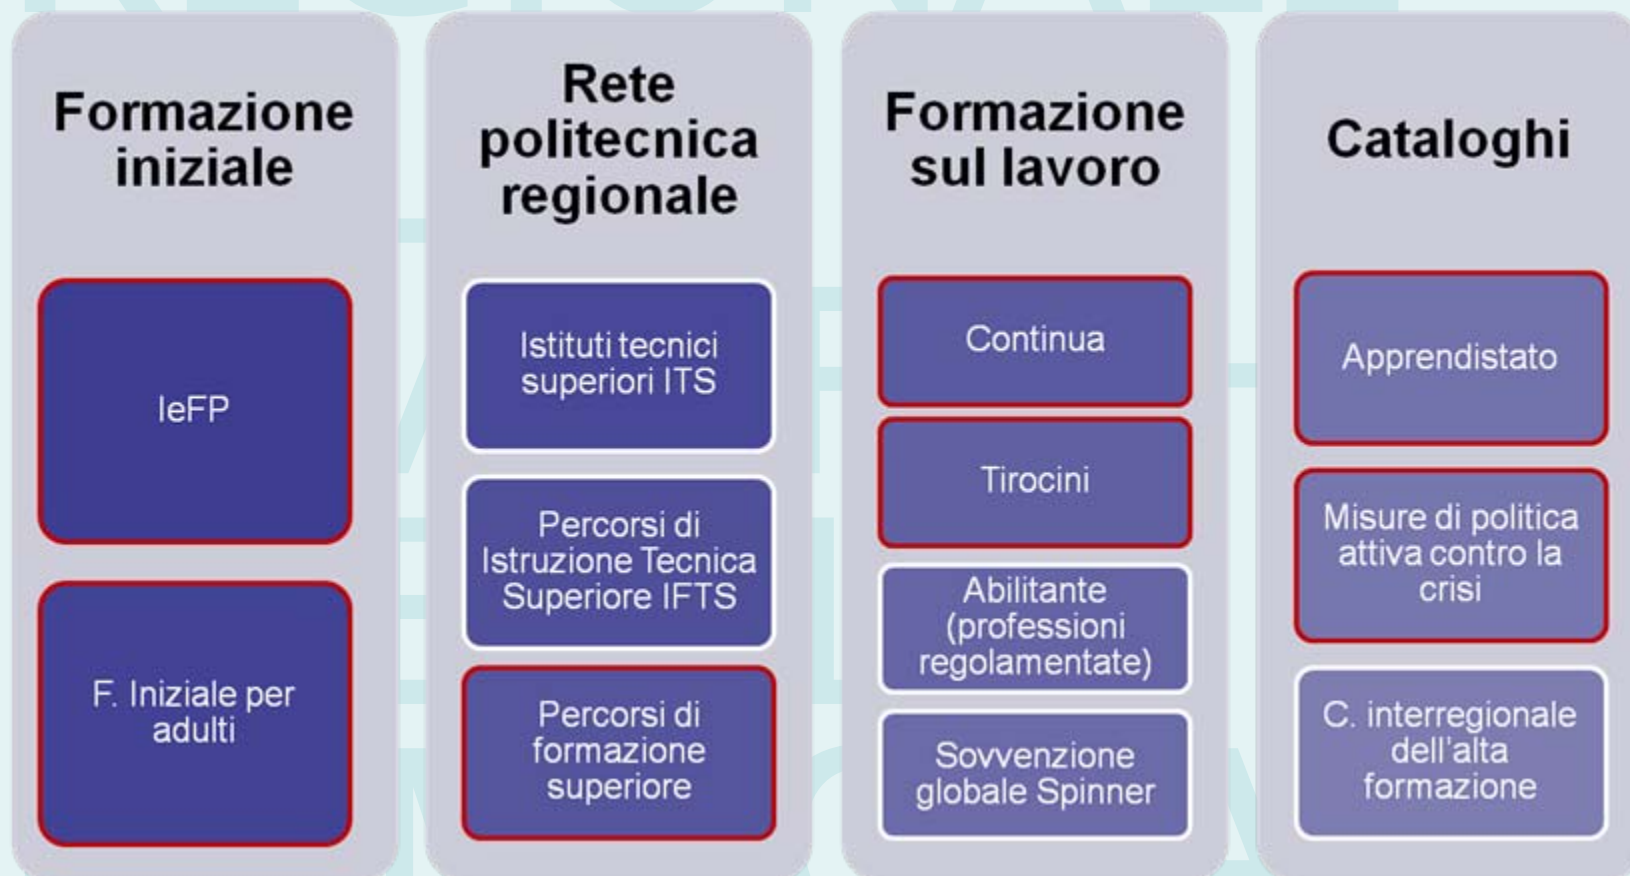 Formazione
iniziale
IeFP
F. Iniziale per
adulti
Rete
politecnica
regionale
Istituti tecnici
superiori ITS
Percorsi di
Istruzione Tecnica
Superiore IFTS
Percorsi di
formazione
superiore
Formazione
sul lavoro
Continua
Tirocini
Abilitante
(professioni
regolamentate)
Sovvenzione
globale Spinner
Cataloghi
Apprendistato
Misure di politica
attiva contro la
crisi
C. interregionale
dell'alta
formazione